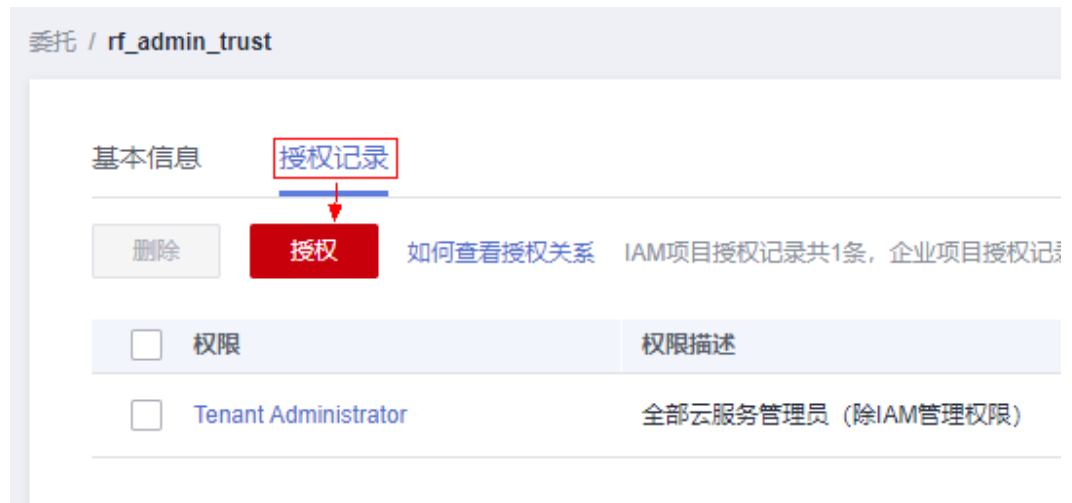 委托 / rf_admin_trust
基本信息 授权记录
删除 授权 如何查看授权关系 IAM项目授权记录共1条，企业项目授权记
权限 权限描述
Tenant Administrator 全部云服务管理员（除IAM管理权限）